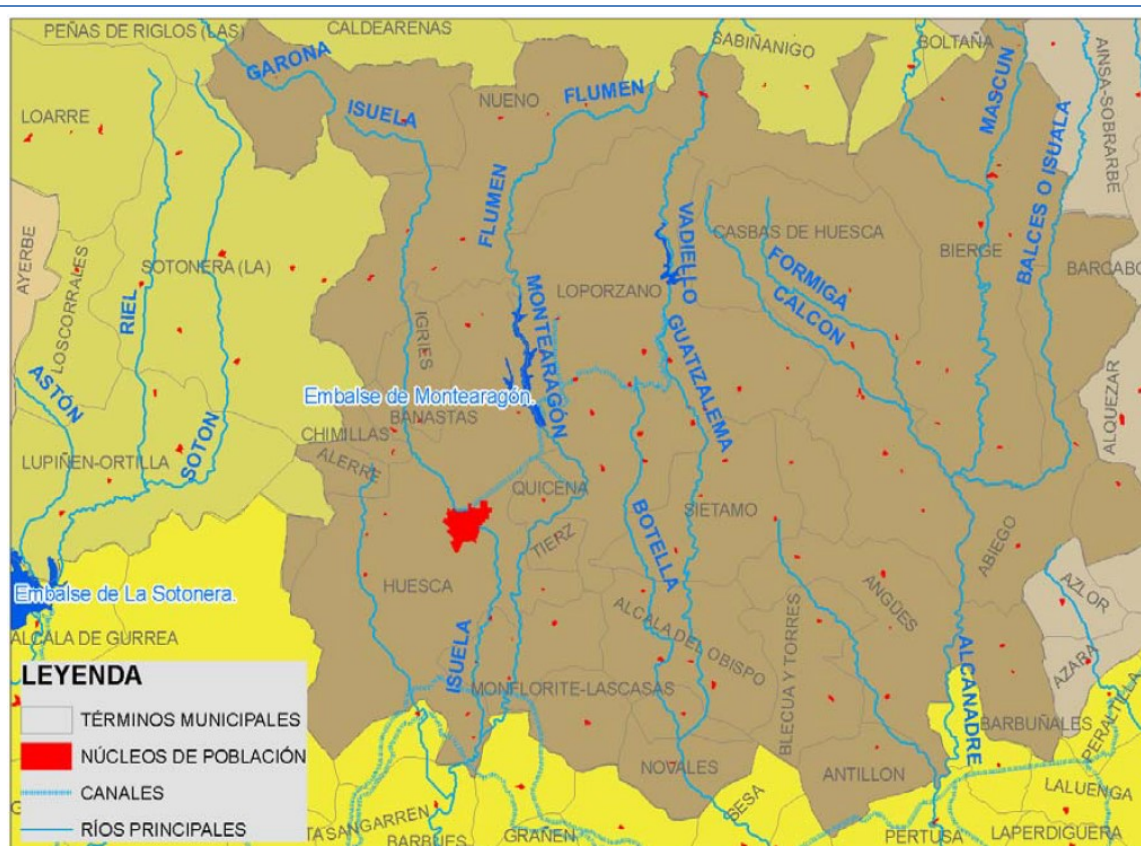 PEÑAS DE RIGLOS (LAS)
CALDEARENAS
SABIÑANIGO
BOLTAÑA
AINSA-SOBRARBE
GARONA
ISUELA
NUENO
FLUMEN
MASCUN
LOARRE
FLUMEN
VADIELLO
CASBAS DE HUESCA
BALCES O ISUALA
AYERBE
LOSCORRALES
SOTONERA (LA)
RIEL
IGRIES
MONTEARAGÓN
LOPORZANO
FORMIGA
CALCON
BIERGE
BARCABO
GUATIZALEMA
ASTÓN
SOTON
Embalse de Montearagón.
BANASTAS
CHIMILLAS
ALERRE
ALQUEZAR
LUPIÑEN-ORTILLA
QUICENA
TIERZ
BOTELLA
SIETAMO
ABIEGO
HUESCA
Embalse de La Sotonera.
ANGÜES
AZLOR
ALCALA DE GURREA
ISUELA
ALCALA DEL OBISPO
BLECUA Y TORRES
ALCANADRE
AZARA
MONFLORITE-LASCASAS
BARBUÑALES
PERALTILLA
NOVALES
ANTILLON
SESA
LALUENGA
TASANGARREN
BARBUES
GRAÑEN
PERTUSA
LAPERDIGUERA
LEYENDA
TÉRMINOS MUNICIPALES
NÚCLEOS DE POBLACIÓN
CANALES
RÍOS PRINCIPALES